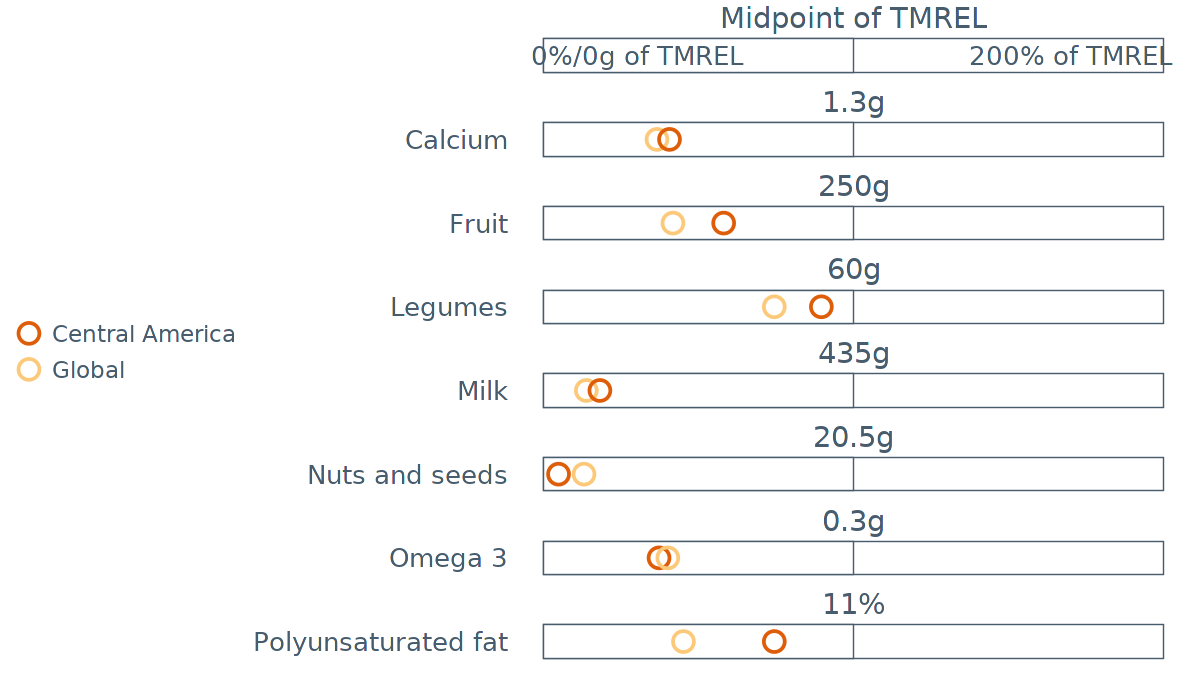 Midpoint of TMREL
0%/0g of TMREL
200% of TMREL
1.3g
Calcium
250g
Fruit
60g
Legumes
Central America
Global
435g
Milk
20.5g
Nuts and seeds
0.3g
Omega 3
11%
Polyunsaturated fat